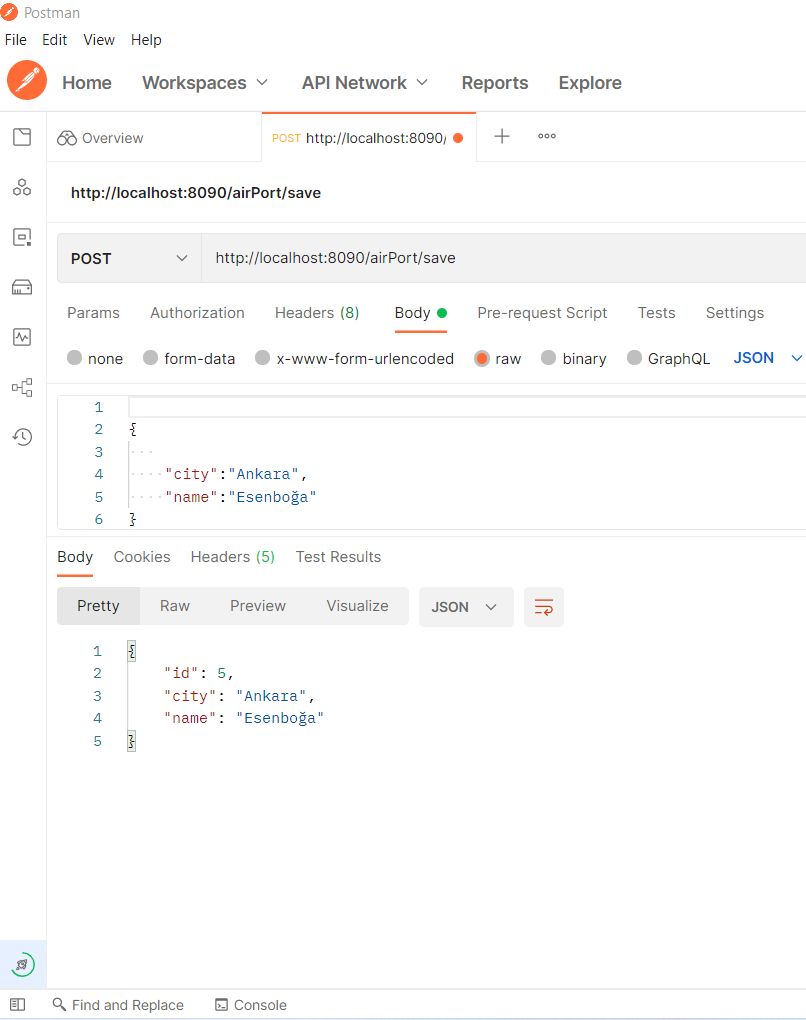 Postman
File Edit View Help
Home Workspaces API Network Reports Explore
Overview POST http://localhost:8090/
http://localhost:8090/airPort/save
POST http://localhost:8090/airPort/save
Params Authorization Headers (8) Body Pre-request Script Tests Settings
none form-data x-www-form-urlencoded raw binary GraphQL JSON
1
2 {
3
4 "city":"Ankara",
5 "name":"Esenboğa"
6 }
Body Cookies Headers (5) Test Results
Pretty Raw Preview Visualize JSON
1 {
2 "id": 5,
3 "city": "Ankara",
4 "name": "Esenboğa"
5 }
Find and Replace Console